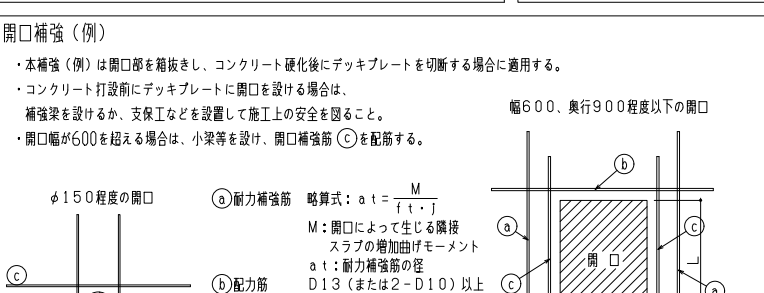 開口補強（例）
・本補強（例）は開口部を箱抜きし、コンクリート硬化後にデッキプレートを切断する場合に適用する。
・コンクリート打設前にデッキプレートに開口を設ける場合は、
補強梁を設けるか、支保工などを設置して施工上の安全を図ること。
・開口幅が600を超える場合は、小梁等を設け、開口補強筋ⓒを配筋する。
幅600、奥行900程度以下の開口
φ150程度の開口
ⓐ耐力補強筋 略算式：at=M/ft・j
M：開口によって生じる隣接
スラブの増加曲げモーメント
at：耐力補強筋の径
ⓑ配力筋 D13（または2-D10）以上
ⓒ
ⓑ
ⓐ
ⓒ
開口
L
ⓒ
ⓐ